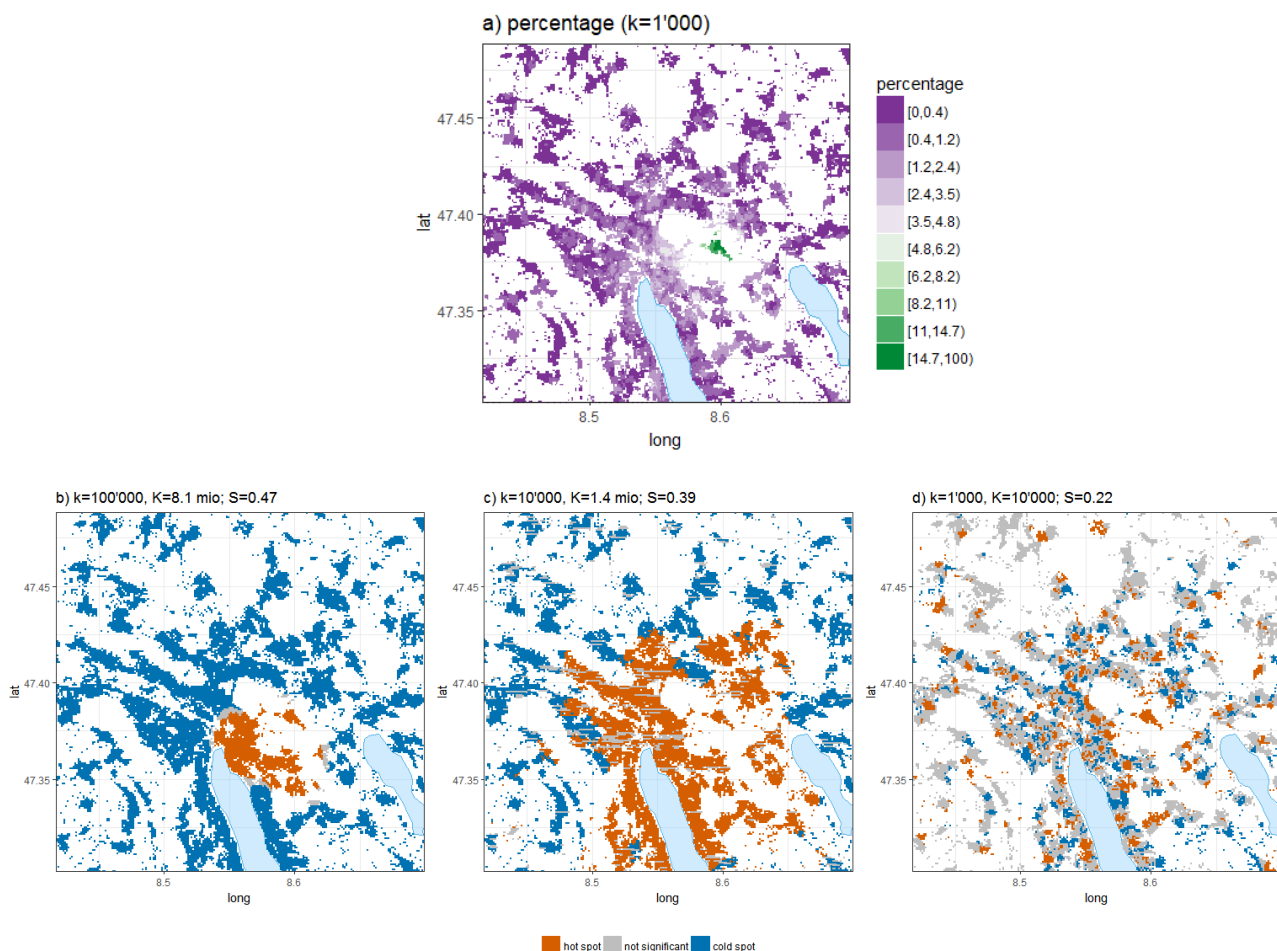 a) percentage (k=1'000)
percentage
[0,0.4)
[0.4,1.2)
[1.2,2.4)
[2.4,3.5)
[3.5,4.8)
[4.8,6.2)
[6.2,8.2)
[8.2,11)
[11,14.7)
[14.7,100)
47.45
47.40
47.35
lat
8.5
8.6
long
b) k=100'000, K=8.1 mio; S=0.47
47.45
47.40
47.35
lat
8.5
8.6
long
c) k=10'000, K=1.4 mio; S=0.39
47.45
47.40
47.35
lat
8.5
8.6
long
d) k=1'000, K=10'000; S=0.22
47.45
47.40
47.35
lat
8.5
8.6
long
hot spot not significant cold spot